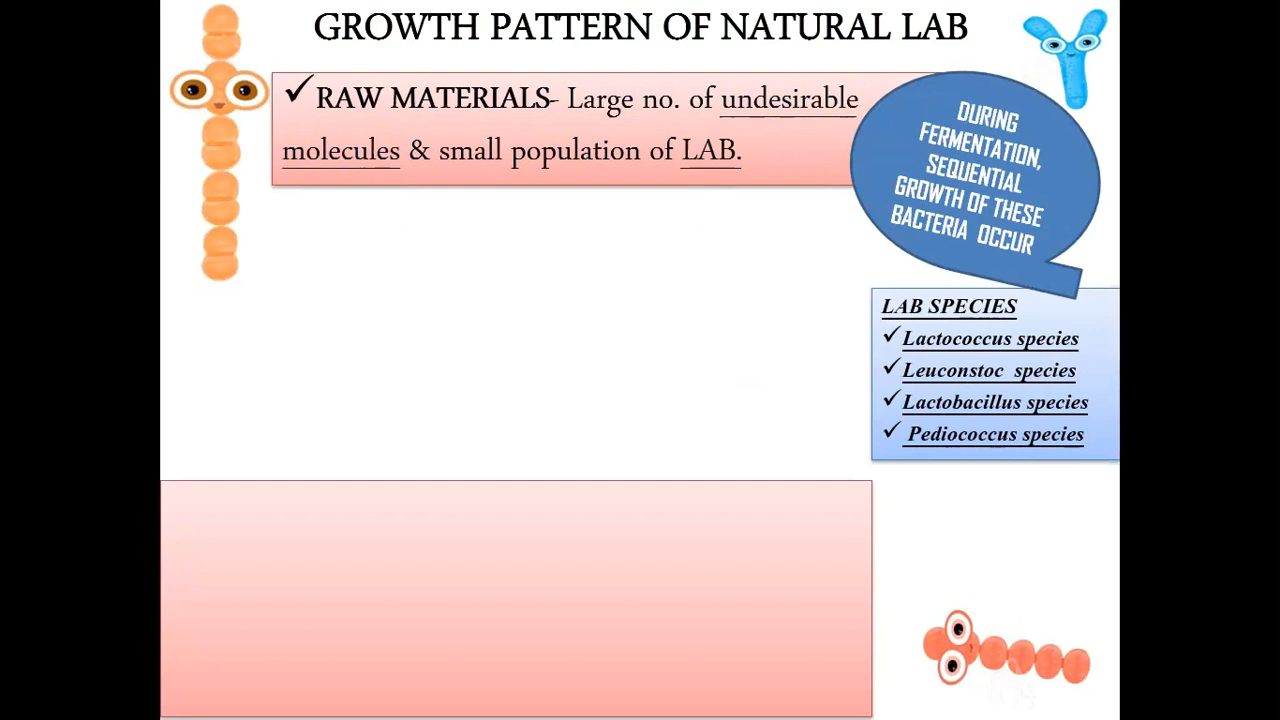 GROWTH PATTERN OF NATURAL LAB
✓RAW MATERIALS- Large no. of undesirable
molecules & small population of LAB.
DURING
FERMENTATION,
SEQUENTIAL
GROWTH OF THESE
BACTERIA OCCUR
LAB SPECIES
✓Lactococcus species
✓Leuconstoc species
✓Lactobacillus species
✓ Pediococcus species